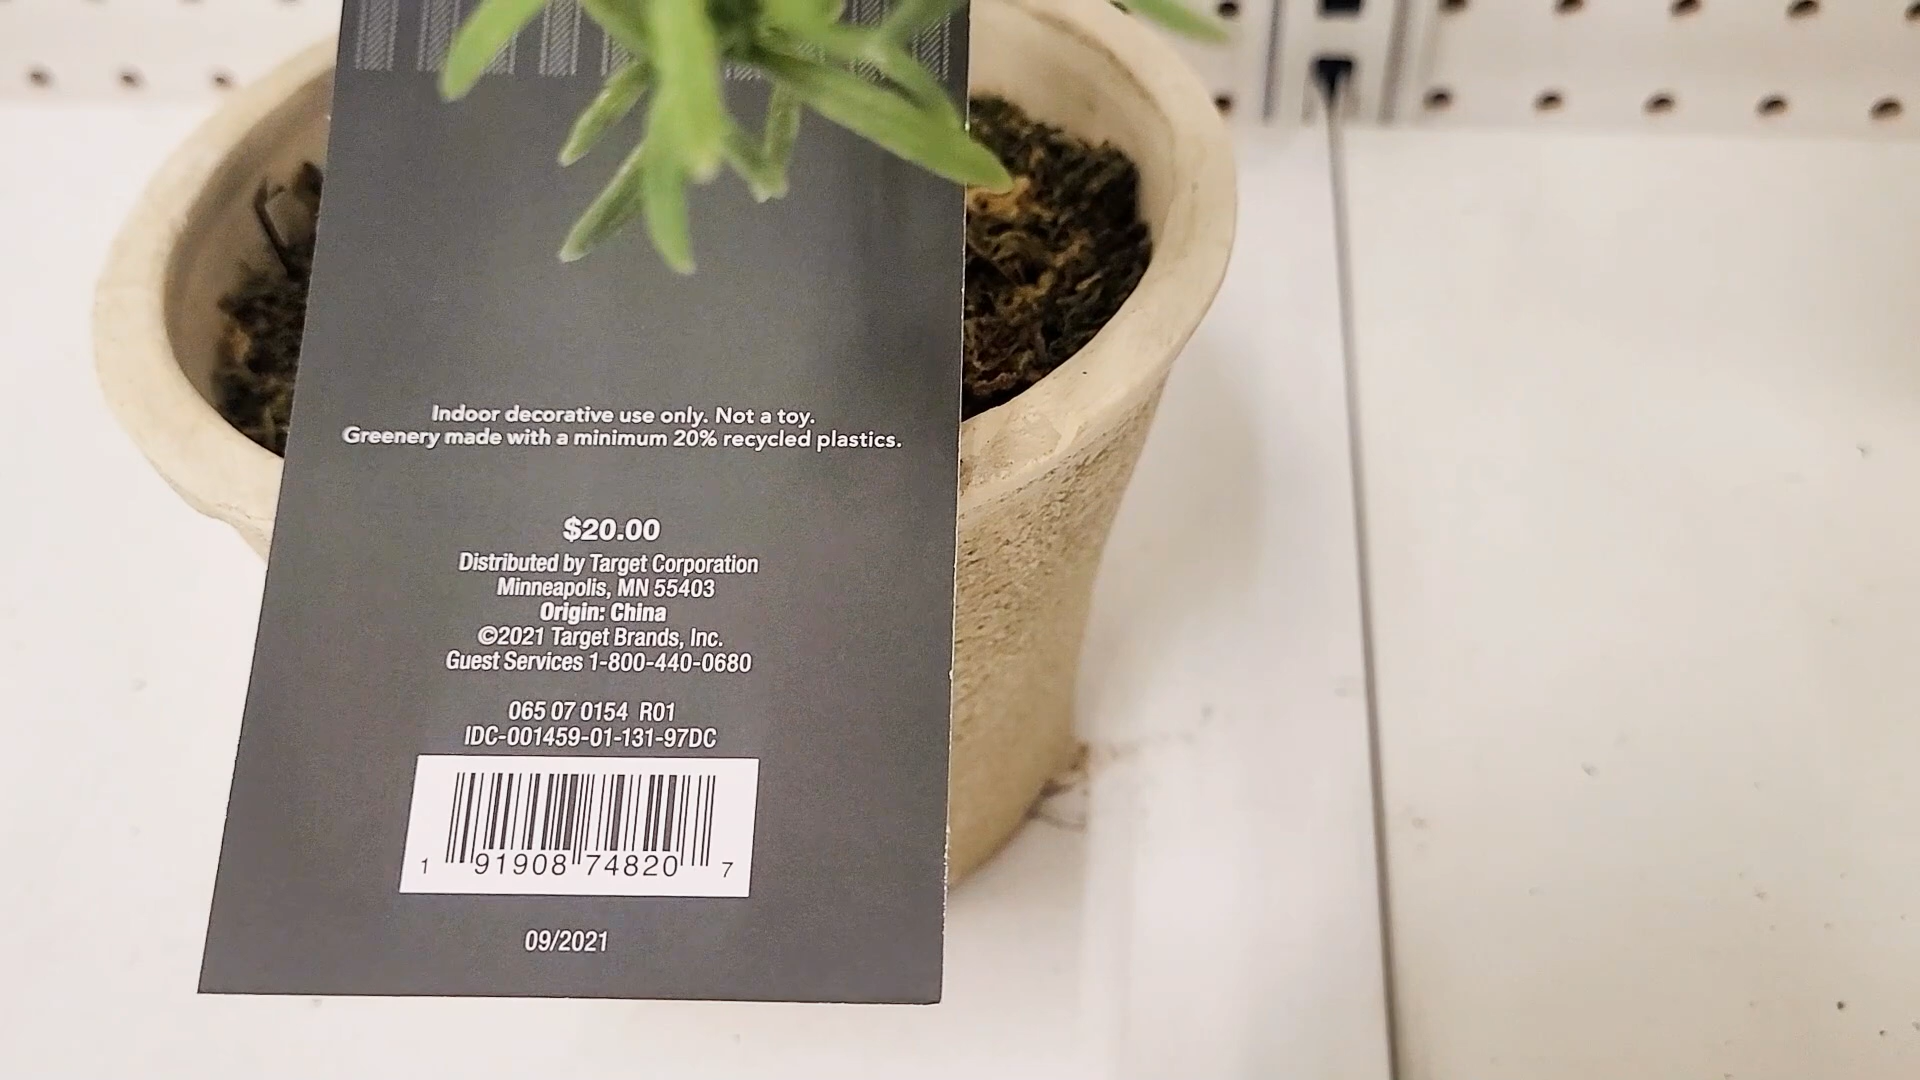 Indoor decorative use only. Not a toy.
Greenery made with a minimum 20% recycled plastics.
$20.00
Distributed by Target Corporation
Minneapolis, MN 55403
Origin: China
©2021 Target Brands, Inc.
Guest Services 1-800-440-0680
065 07 0154 R01
IDC-001459-01-131-97DC
1 91908 74820 7
09/2021